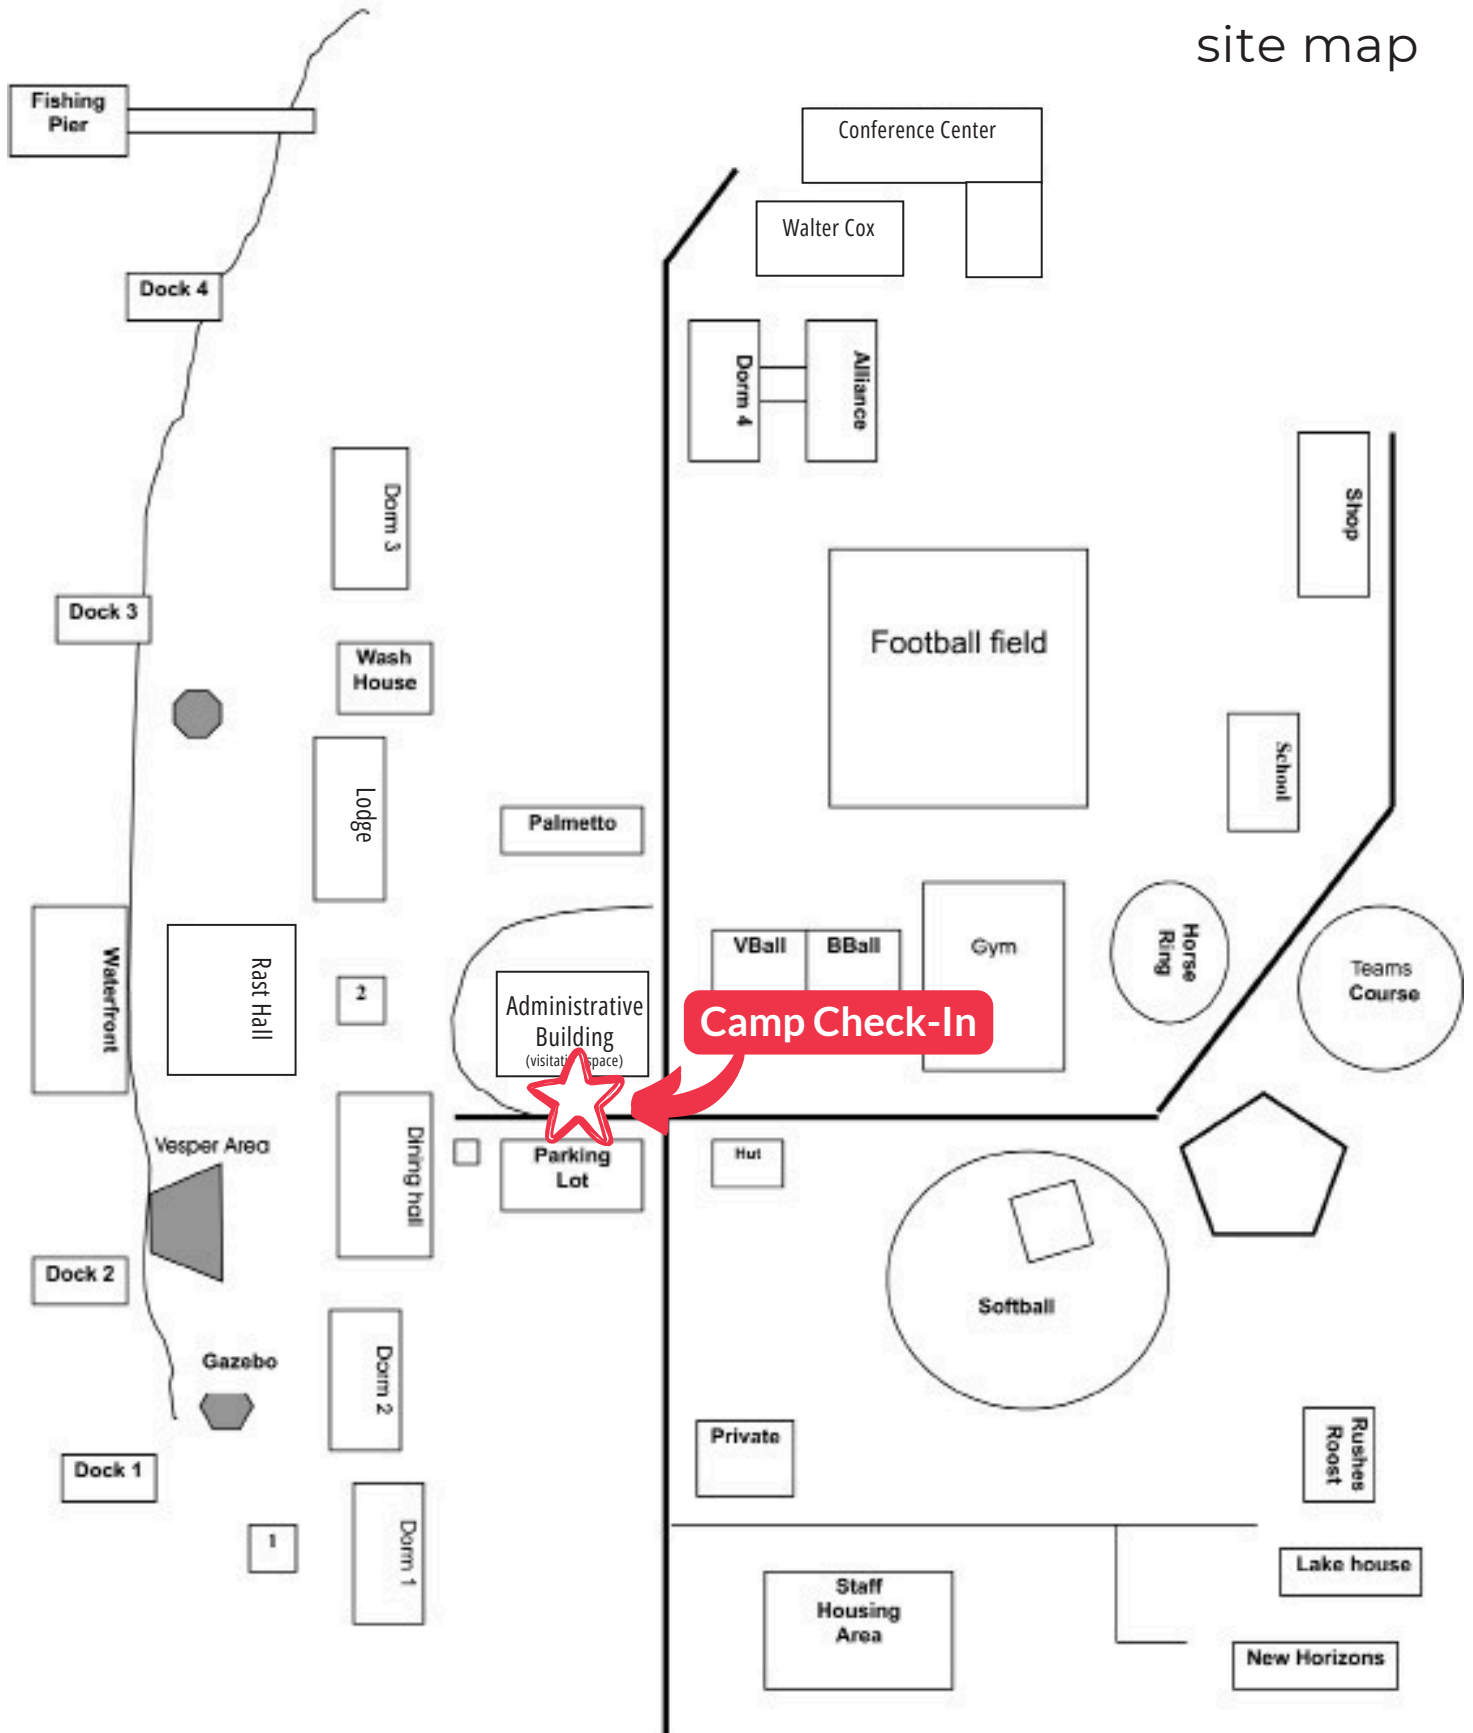 site map
Fishing
Pier
Conference Center
Walter Cox
Dock 4
Dorm 4
Alliance
Dorm 3
Shop
Dock 3
Football field
Wash
House
School
Lodge
Palmetto
Waterfront
Rast Hall
2
Administrative
Building
(visitation space)
VBall
BBall
Gym
Horse
Ring
Teams
Course
Camp Check-In
Vesper Area
Dining hall
Parking
Lot
Hut
Dock 2
Softball
Gazebo
Dorm 2
Private
Rushes
Roost
Dock 1
1
Dorm 1
Staff
Housing
Area
Lake house
New Horizons